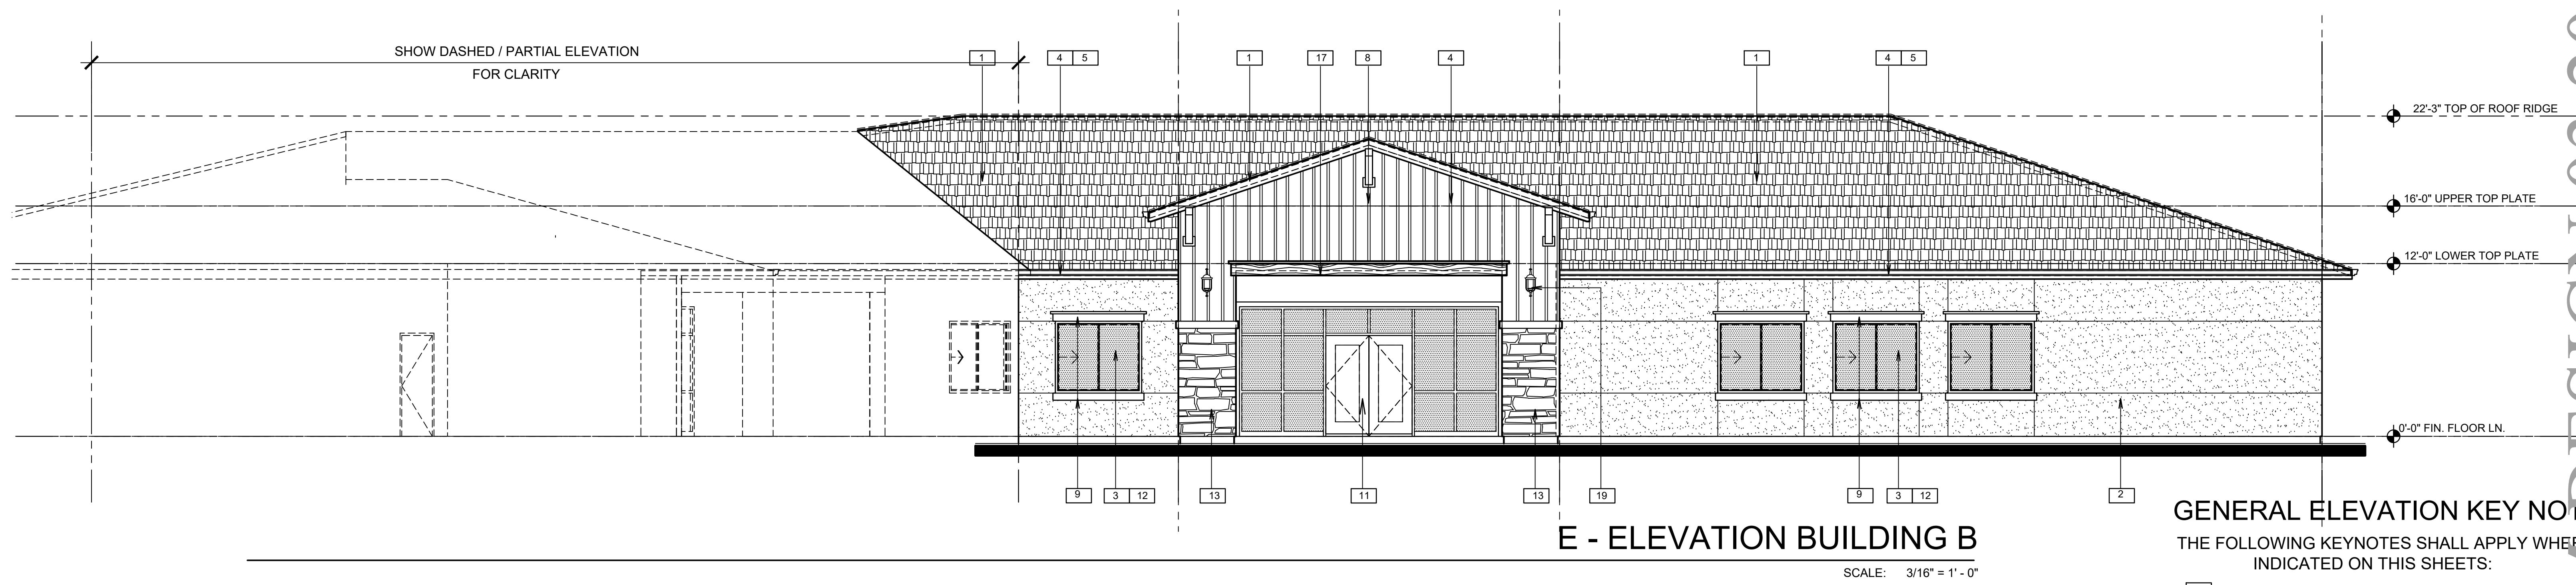 SHOW DASHED / PARTIAL ELEVATION
FOR CLARITY
1
4 5
1
17
8
4
1
4 5
22'-3" TOP OF ROOF RIDGE
16'-0" UPPER TOP PLATE
12'-0" LOWER TOP PLATE
0'-0" FIN. FLOOR LN.
9
3 12
13
11
13
19
9
3 12
2
E - ELEVATION BUILDING B
SCALE: 3/16" = 1' - 0"
GENERAL ELEVATION KEY NO
THE FOLLOWING KEYNOTES SHALL APPLY WHE
INDICATED ON THIS SHEETS: